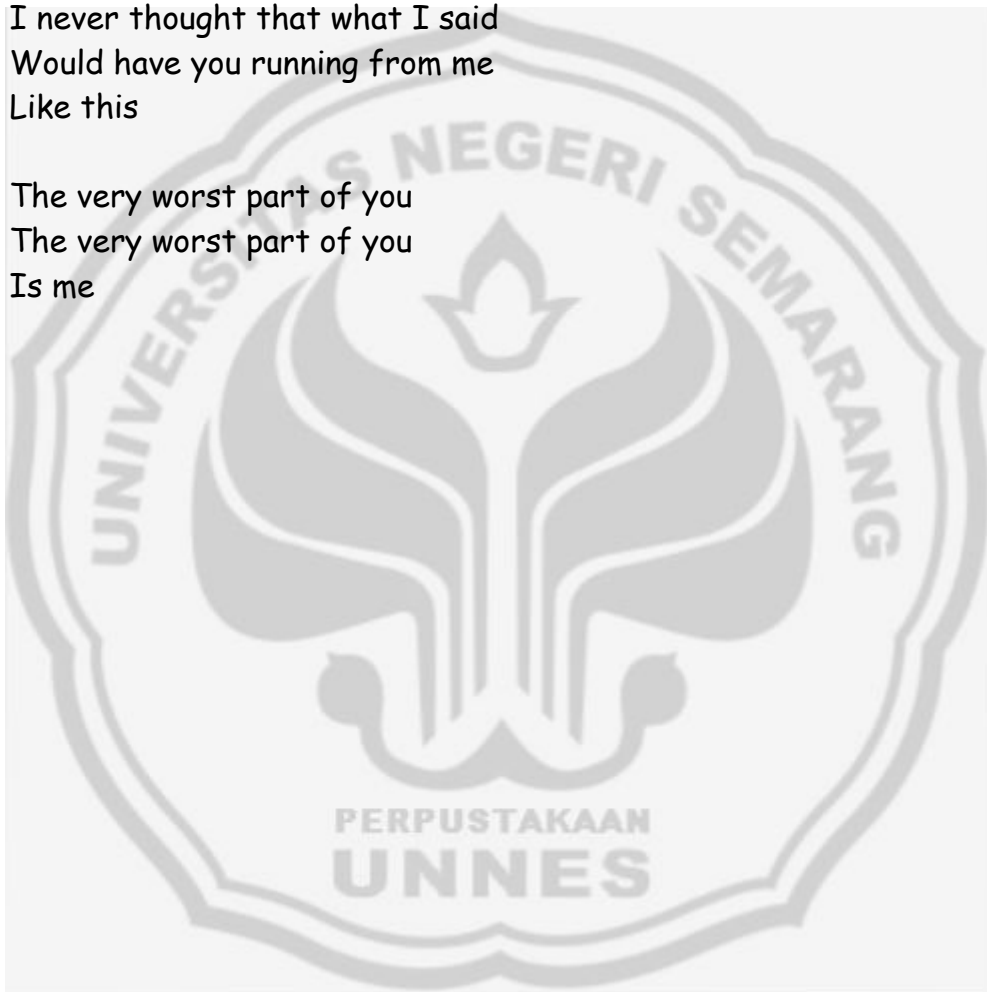 I never thought that what I said
Would have you running from me
Like this
The very worst part of you
The very worst part of you
Is me
UNIVERSITAS NEGERI SEMARANG
PERPUSTAKAAN
UNNES